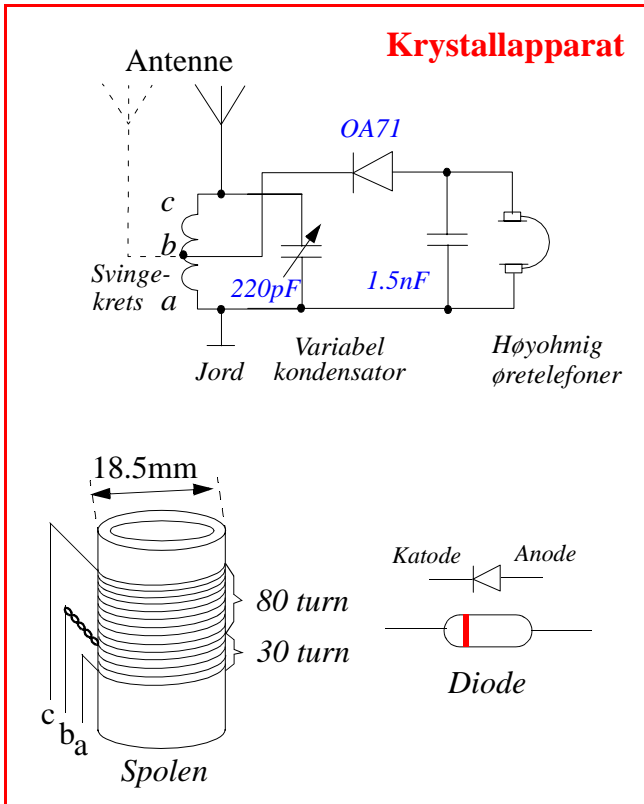 Krystallapparat
Antenne
OA71
c
b
Svinge-
krets
a
220pF
1.5nF
Jord
Variabel
kondensator
Høyohmig
øretelefoner
18.5mm
Katode
Anode
80 turn
30 turn
Diode
c
b
a
Spolen